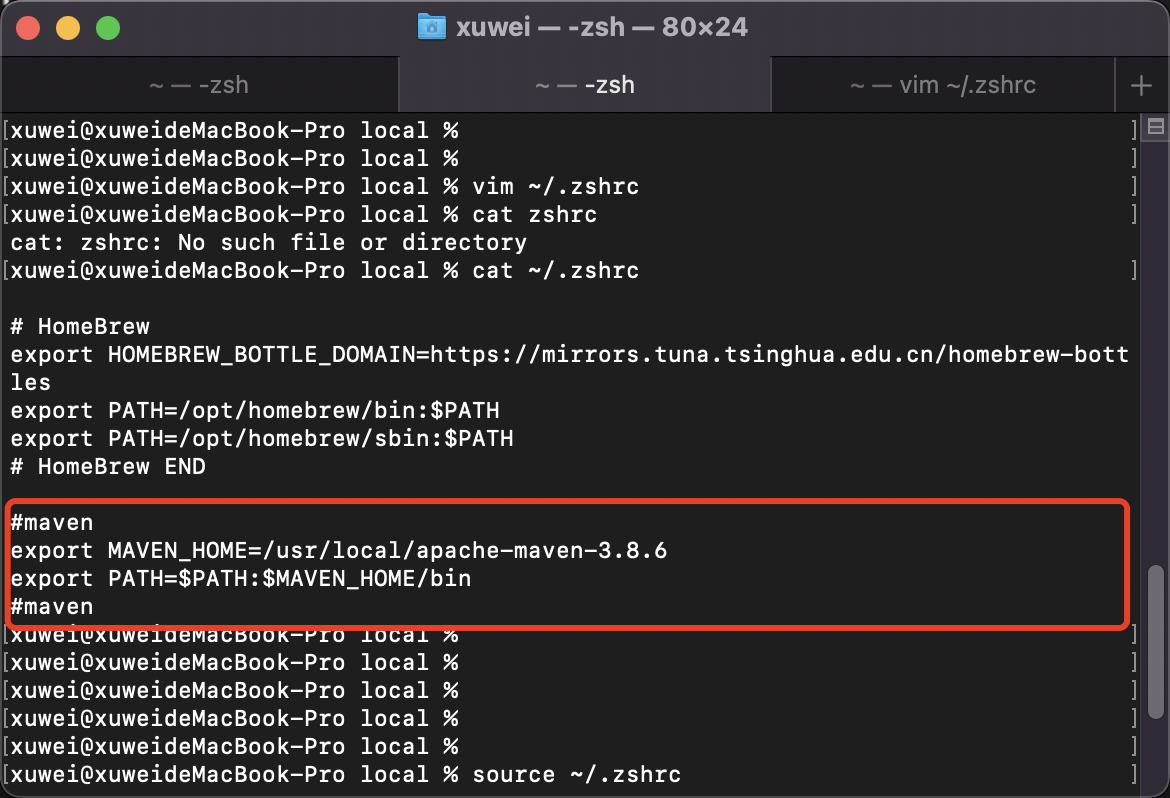 xuwei — -zsh — 80×24
~ — -zsh
~ — -zsh
~ — vim ~/.zshrc
+
[xuwei@xuweideMacBook-Pro local % ]
[xuwei@xuweideMacBook-Pro local % ]
[xuwei@xuweideMacBook-Pro local % vim ~/.zshrc ]
[xuwei@xuweideMacBook-Pro local % cat zshrc ]
cat: zshrc: No such file or directory
[xuwei@xuweideMacBook-Pro local % cat ~/.zshrc ]
# HomeBrew
export HOMEBREW_BOTTLE_DOMAIN=https://mirrors.tuna.tsinghua.edu.cn/homebrew-bott
les
export PATH=/opt/homebrew/bin:$PATH
export PATH=/opt/homebrew/sbin:$PATH
# HomeBrew END
#maven
export MAVEN_HOME=/usr/local/apache-maven-3.8.6
export PATH=$PATH:$MAVEN_HOME/bin
#maven
[xuwei@xuweideMacBook-Pro local % ]
[xuwei@xuweideMacBook-Pro local % ]
[xuwei@xuweideMacBook-Pro local % ]
[xuwei@xuweideMacBook-Pro local % ]
[xuwei@xuweideMacBook-Pro local % ]
[xuwei@xuweideMacBook-Pro local % source ~/.zshrc ]